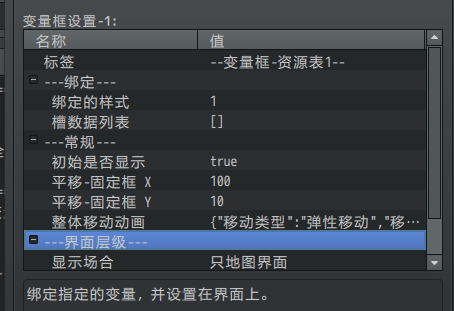 变量框设置-1:
名称 值
标签 --变量框-资源表1--
---绑定---
绑定的样式 1
槽数据列表 []
---常规---
初始是否显示 true
平移-固定框 X 100
平移-固定框 Y 10
整体移动动画 {"移动类型":"弹性移动","移…
---界面层级---
显示场合 只地图界面
绑定指定的变量，并设置在界面上。